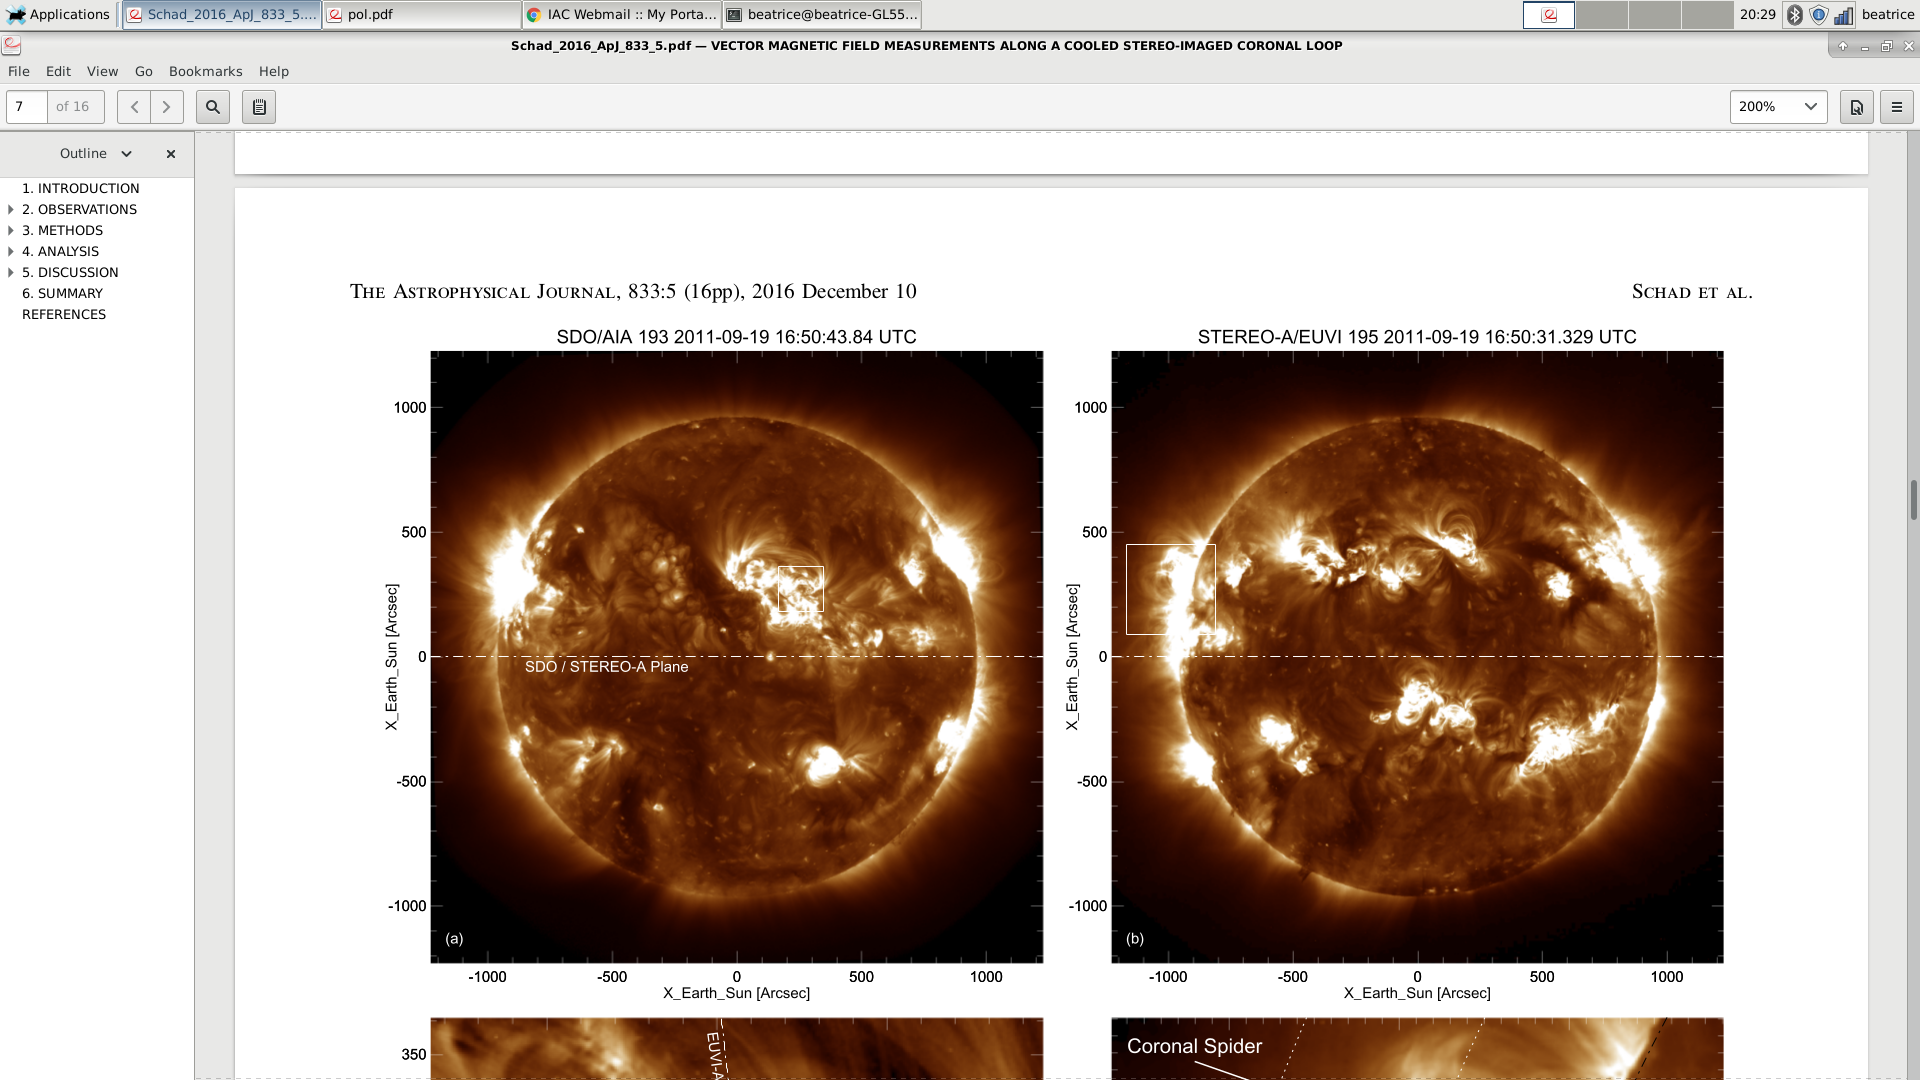 Applications Schad_2016_ApJ_833_5.... pol.pdf IAC Webmail :: My Porta... beatrice@beatrice-GL55... 20:29 beatrice
Schad_2016_ApJ_833_5.pdf — VECTOR MAGNETIC FIELD MEASUREMENTS ALONG A COOLED STEREO-IMAGED CORONAL LOOP
File Edit View Go Bookmarks Help
7 of 16 200%
Outline
1. INTRODUCTION
2. OBSERVATIONS
3. METHODS
4. ANALYSIS
5. DISCUSSION
6. SUMMARY
REFERENCES
THE ASTROPHYSICAL JOURNAL, 833:5 (16pp), 2016 December 10 SCHAD ET AL.
SDO/AIA 193 2011-09-19 16:50:43.84 UTC
1000
500
0
-500
-1000
X_Earth_Sun [Arcsec]
SDO / STEREO-A Plane
(a)
-1000 -500 0 500 1000
X_Earth_Sun [Arcsec]
STEREO-A/EUVI 195 2011-09-19 16:50:31.329 UTC
1000
500
0
-500
-1000
X_Earth_Sun [Arcsec]
(b)
-1000 -500 0 500 1000
X_Earth_Sun [Arcsec]
350
EUVI-A
Coronal Spider